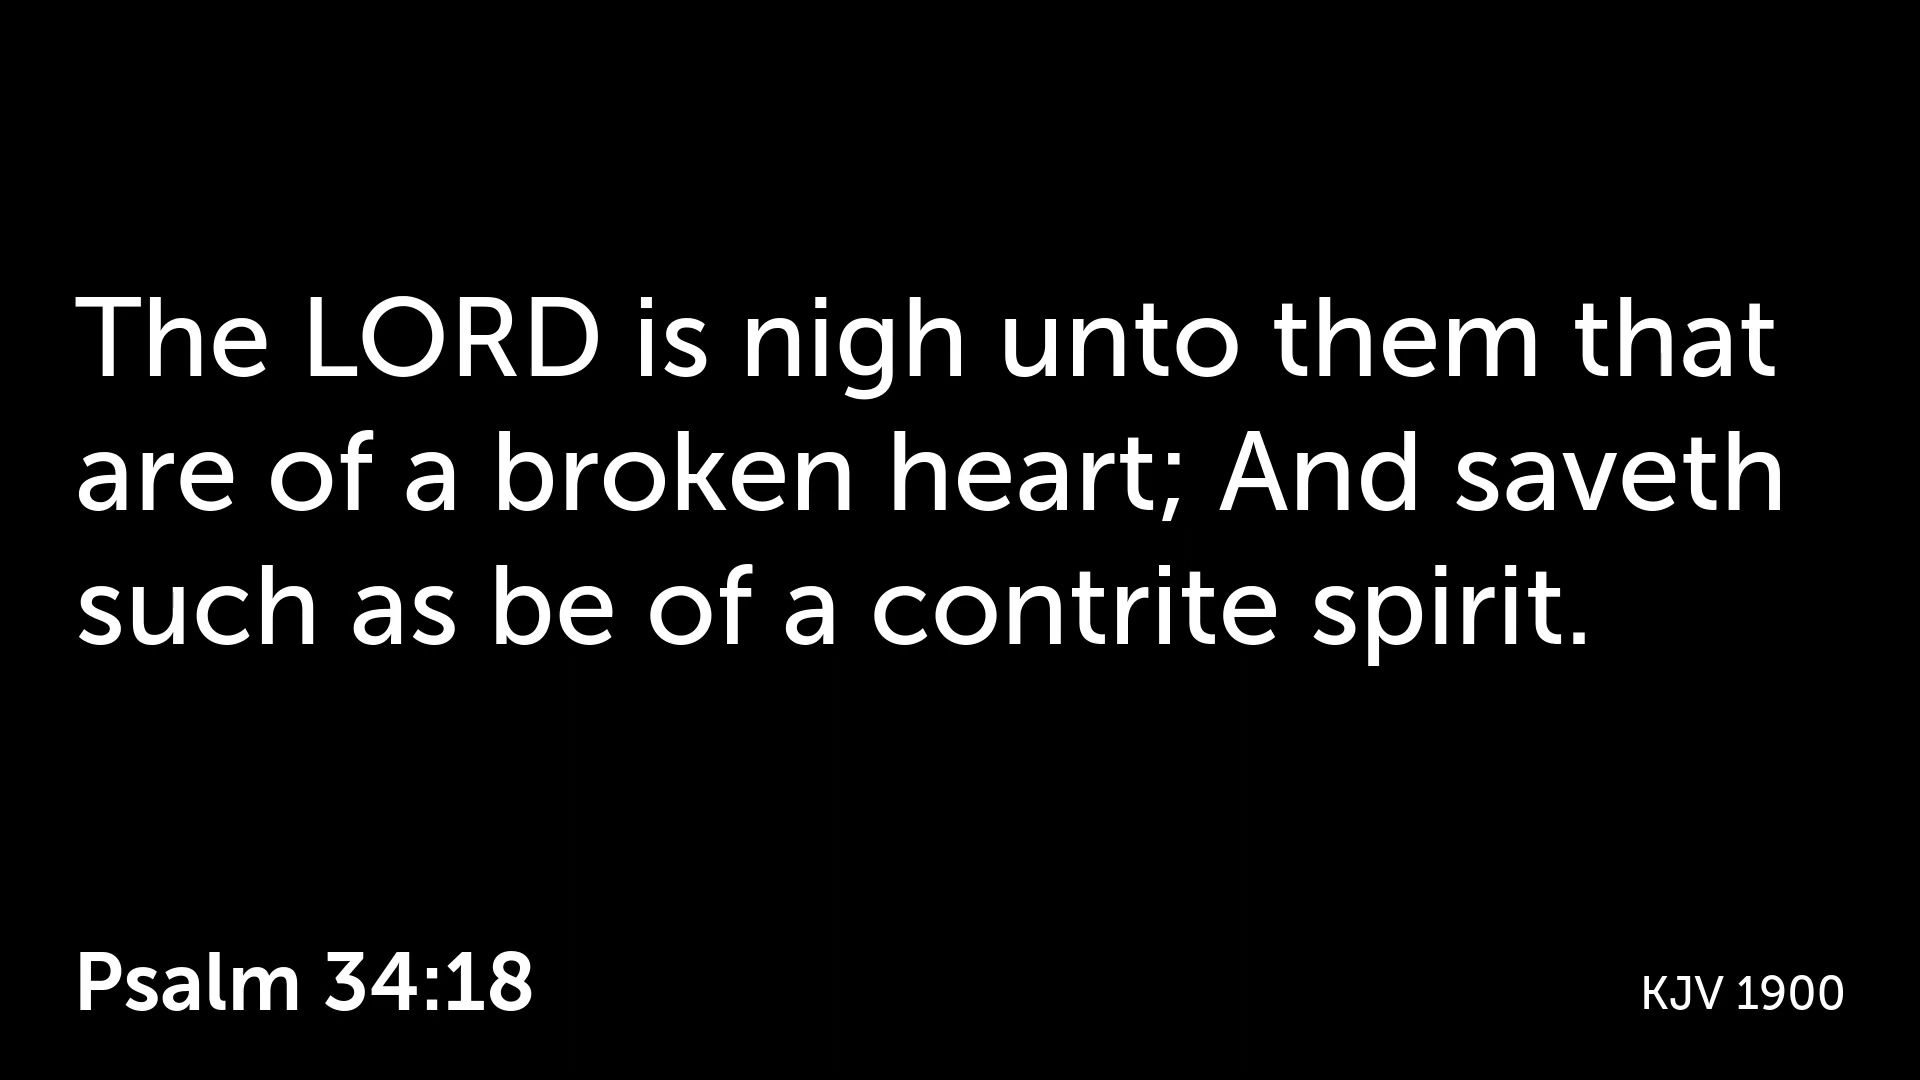 The LORD is nigh unto them that
are of a broken heart; And saveth
such as be of a contrite spirit.
Psalm 34:18
KJV 1900